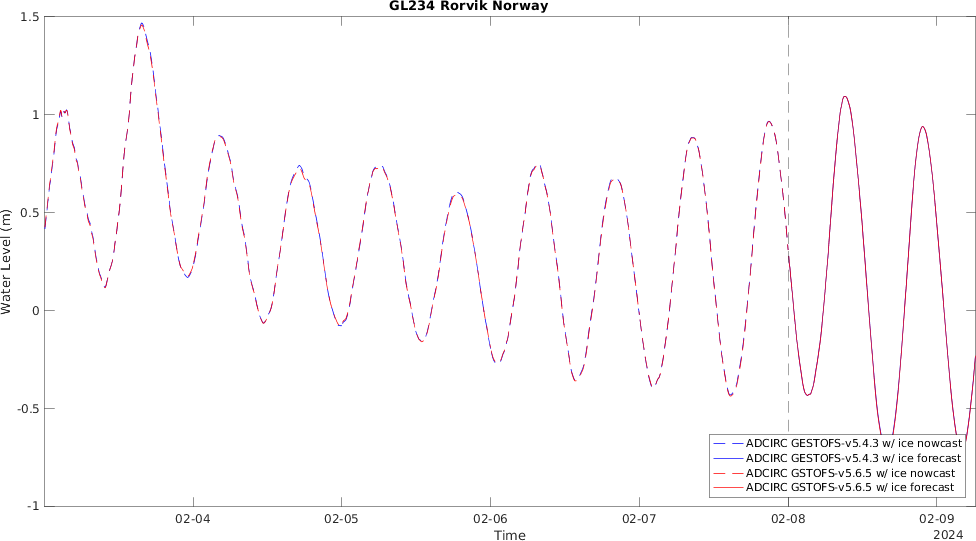 GL234 Rorvik Norway
1.5
1
0.5
0
-0.5
-1
Water Level (m)
02-04
02-05
02-06
02-07
02-08
02-09
2024
Time
ADCIRC GESTOFS-v5.4.3 w/ ice nowcast
ADCIRC GESTOFS-v5.4.3 w/ ice forecast
ADCIRC GSTOFS-v5.6.5 w/ ice nowcast
ADCIRC GSTOFS-v5.6.5 w/ ice forecast